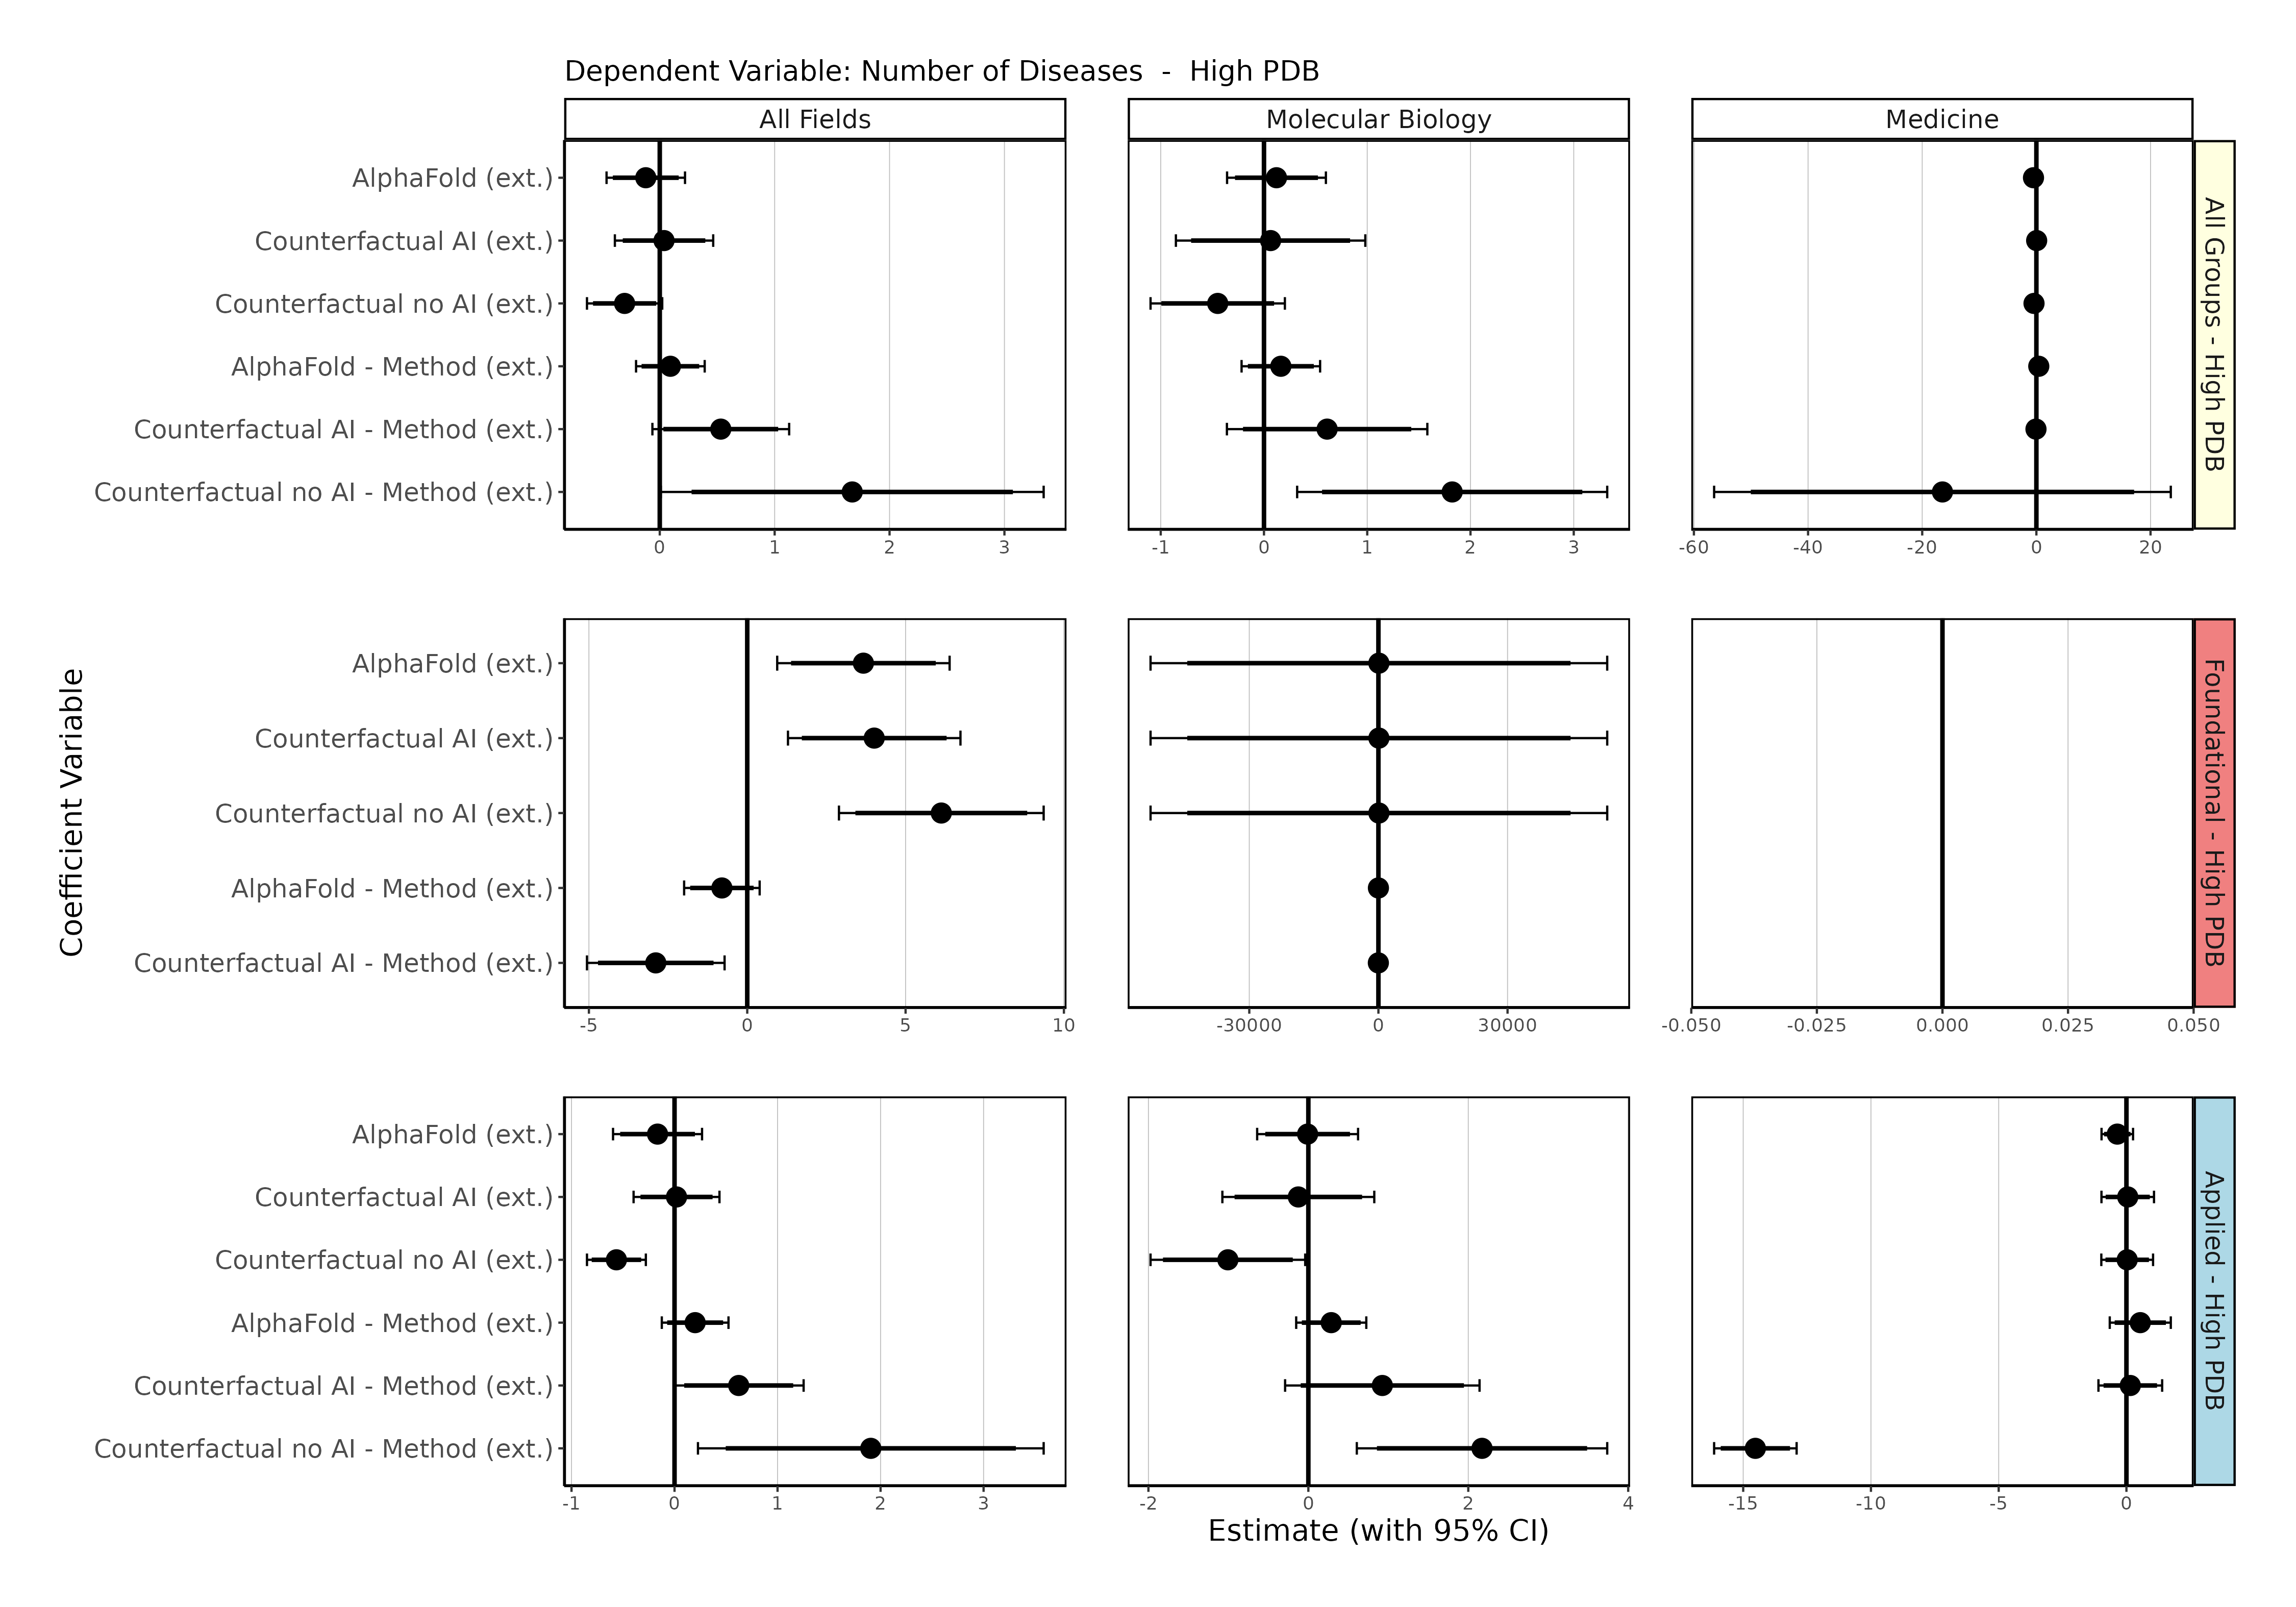 Dependent Variable: Number of Diseases  -  High PDB
All Fields
Molecular Biology
Medicine
Coefficient Variable
AlphaFold (ext.)
Counterfactual AI (ext.)
Counterfactual no AI (ext.)
AlphaFold - Method (ext.)
Counterfactual AI - Method (ext.)
Counterfactual no AI - Method (ext.)
0 1 2 3
-1 0 1 2 3
-60 -40 -20 0 20
All Groups - High PDB
AlphaFold (ext.)
Counterfactual AI (ext.)
Counterfactual no AI (ext.)
AlphaFold - Method (ext.)
Counterfactual AI - Method (ext.)
-5 0 5 10
-30000 0 30000
-0.050 -0.025 0.000 0.025 0.050
Foundational - High PDB
AlphaFold (ext.)
Counterfactual AI (ext.)
Counterfactual no AI (ext.)
AlphaFold - Method (ext.)
Counterfactual AI - Method (ext.)
Counterfactual no AI - Method (ext.)
-1 0 1 2 3
-2 0 2 4
-15 -10 -5 0
Applied - High PDB
Estimate (with 95% CI)